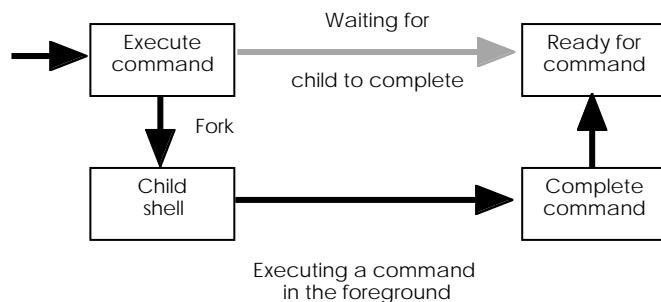 Waiting for
Execute
command
Ready for
command
child to complete
Fork
Child
shell
Complete
command
Executing a command
in the foreground